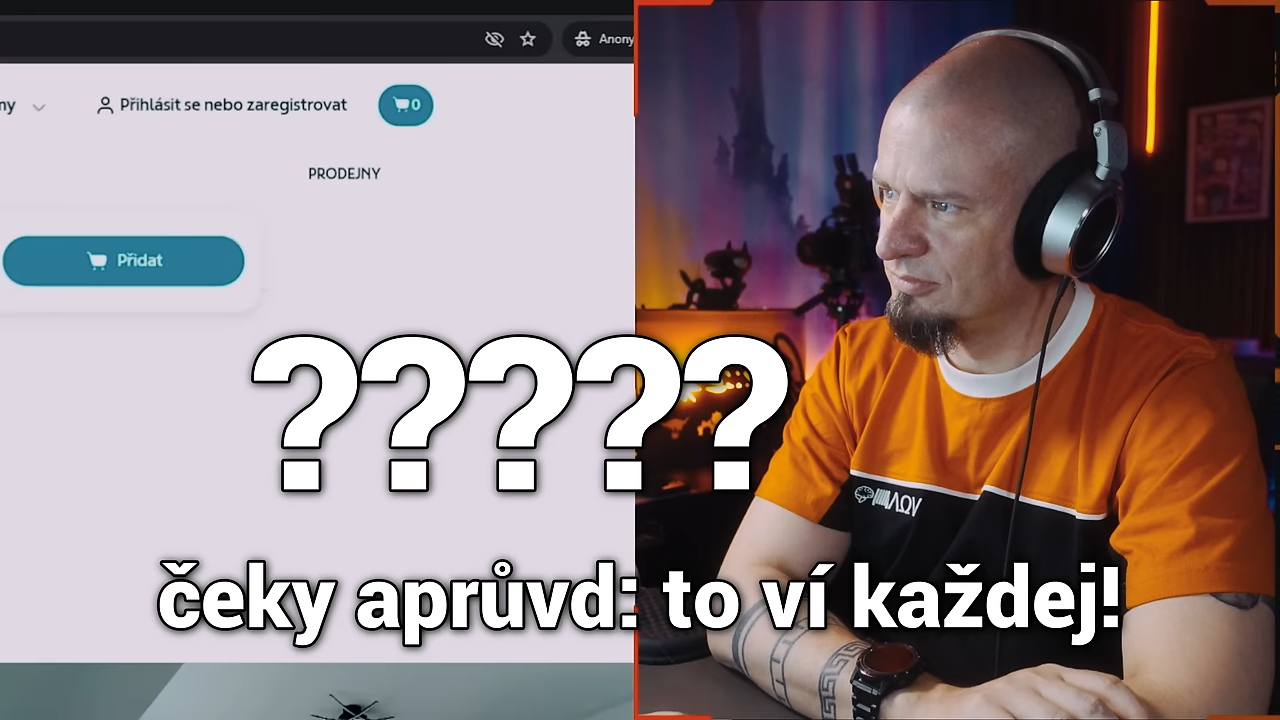 Anony
ny
Přihlásit se nebo zaregistrovat
0
PRODEJNY
Přidat
?????
čeky aprůvd: to ví každej!